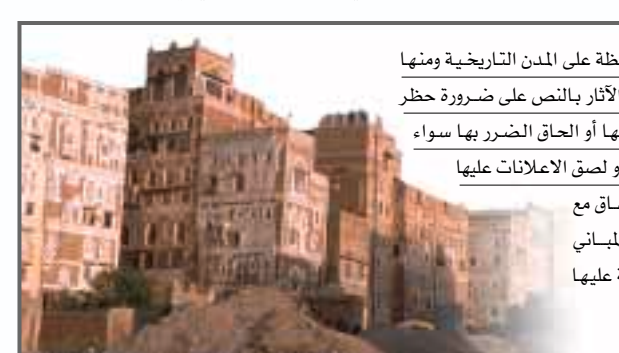 ظة على المدن التاريخية ومنها
الآثار بالنص على ضرورة حظر
ها أو الحاق الضرر بها سواء
و لصق الاعلانات عليها
ـاق مع
لمباني
ة عليها